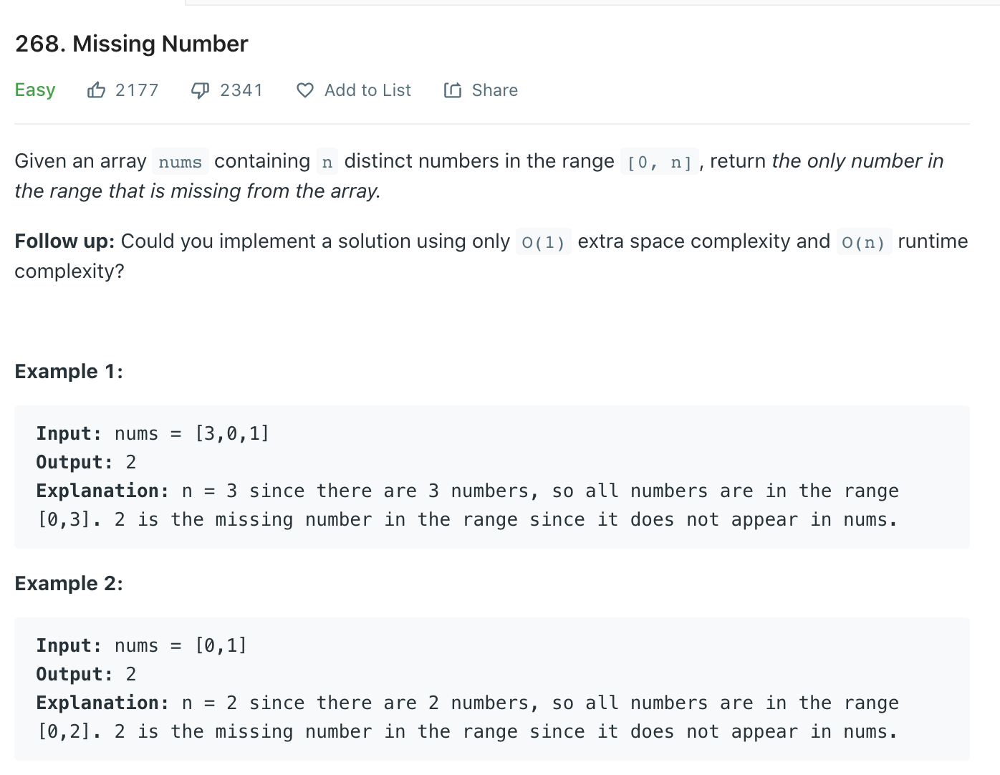 268. Missing Number
Easy 2177 2341 Add to List Share
Given an array nums containing n distinct numbers in the range [0, n], return the only number in
the range that is missing from the array.
Follow up: Could you implement a solution using only O(1) extra space complexity and O(n) runtime
complexity?
Example 1:
Input: nums = [3,0,1]
Output: 2
Explanation: n = 3 since there are 3 numbers, so all numbers are in the range
[0,3]. 2 is the missing number in the range since it does not appear in nums.
Example 2:
Input: nums = [0,1]
Output: 2
Explanation: n = 2 since there are 2 numbers, so all numbers are in the range
[0,2]. 2 is the missing number in the range since it does not appear in nums.